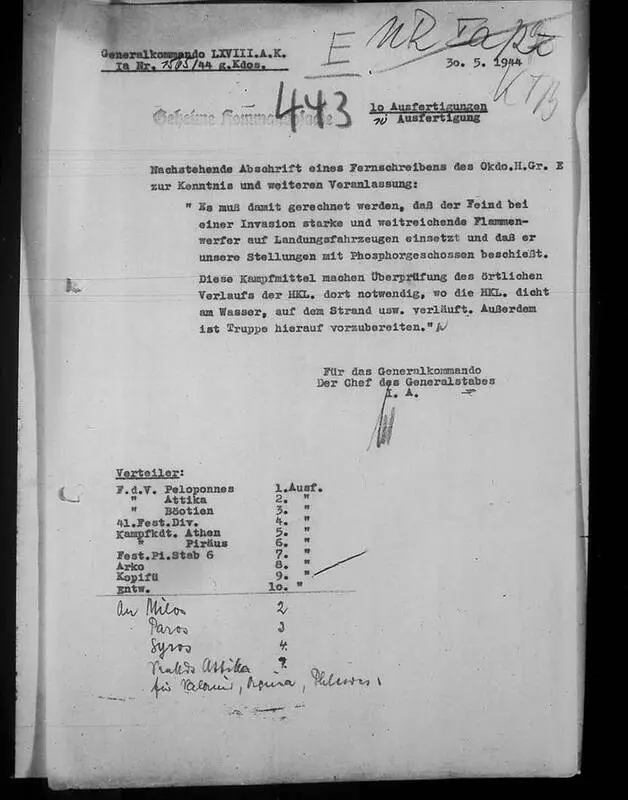 Generalkommando LXVIII.A.K.
Ia Nr. 1505/44 g.Kdos.
E
30. 5. 1944
KTB
443
Geheime Kommandosache
10 Ausfertigungen
10 Ausfertigung
Nachstehende Abschrift eines Fernschreibens des Okdo.H.Gr. E
zur Kenntnis und weiteren Veranlassung:
" Es muß damit gerechnet werden, daß der Feind bei
einer Invasion starke und weitreichende Flammen-
werfer auf Landungsfahrzeugen einsetzt und daß er
unsere Stellungen mit Phosphorgeschossen beschießt.
Diese Kampfmittel machen Überprüfung des örtlichen
Verlaufs der HKL. dort notwendig, wo die HKL. dicht
am Wasser, auf dem Strand usw. verläuft. Außerdem
ist Truppe hierauf vorzubereiten."
Für das Generalkommando
Der Chef des Generalstabes
I. A.
Verteiler:
F.d.V. Peloponnes 1.Ausf.
" Attika 2. "
" Böotien 3. "
41.Fest.Div. 4. "
Kampfkdt. Athen 5. "
" Piräus 6. "
Fest.Pi.Stab 6 7. "
Arko 8. "
Kopifü 9. "
Entw. 10. "
An Milos 2
Paros 3
Syros 4
Attika
für